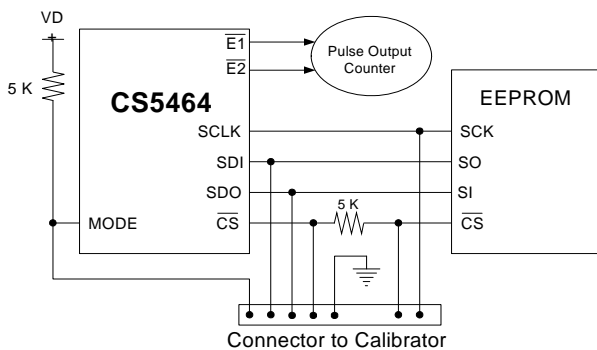 VD
+
5 K
CS5464
E1
E2
Pulse Output
Counter
EEPROM
SCLK
SCK
SDI
SO
SDO
SI
5 K
MODE
CS
CS
Connector to Calibrator